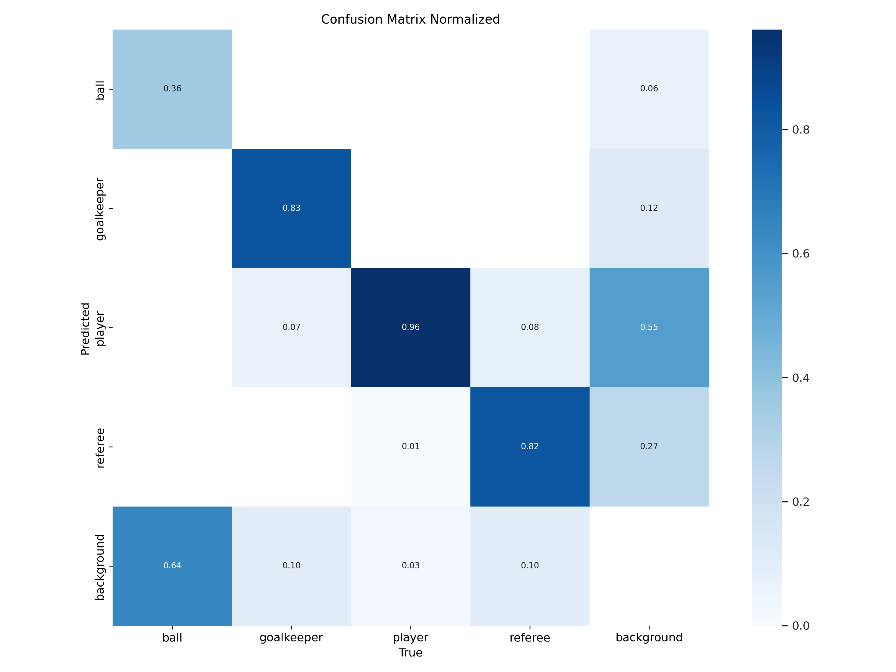 Confusion Matrix Normalized
ball 0.36 0.06
0.8
goalkeeper 0.83 0.12
0.6
Predicted
player 0.07 0.96 0.08 0.55
0.4
referee 0.01 0.82 0.27
0.2
background 0.64 0.10 0.03 0.10
0.0
ball goalkeeper player referee background
True